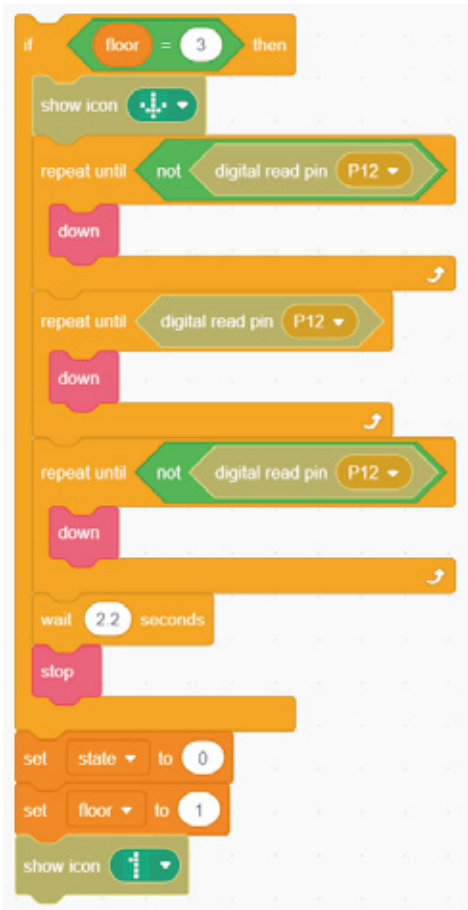 if floor = 3 then
show icon
repeat until not digital read pin P12
down
repeat until digital read pin P12
down
repeat until not digital read pin P12
down
wait 2.2 seconds
stop
set state to 0
set floor to 1
show icon